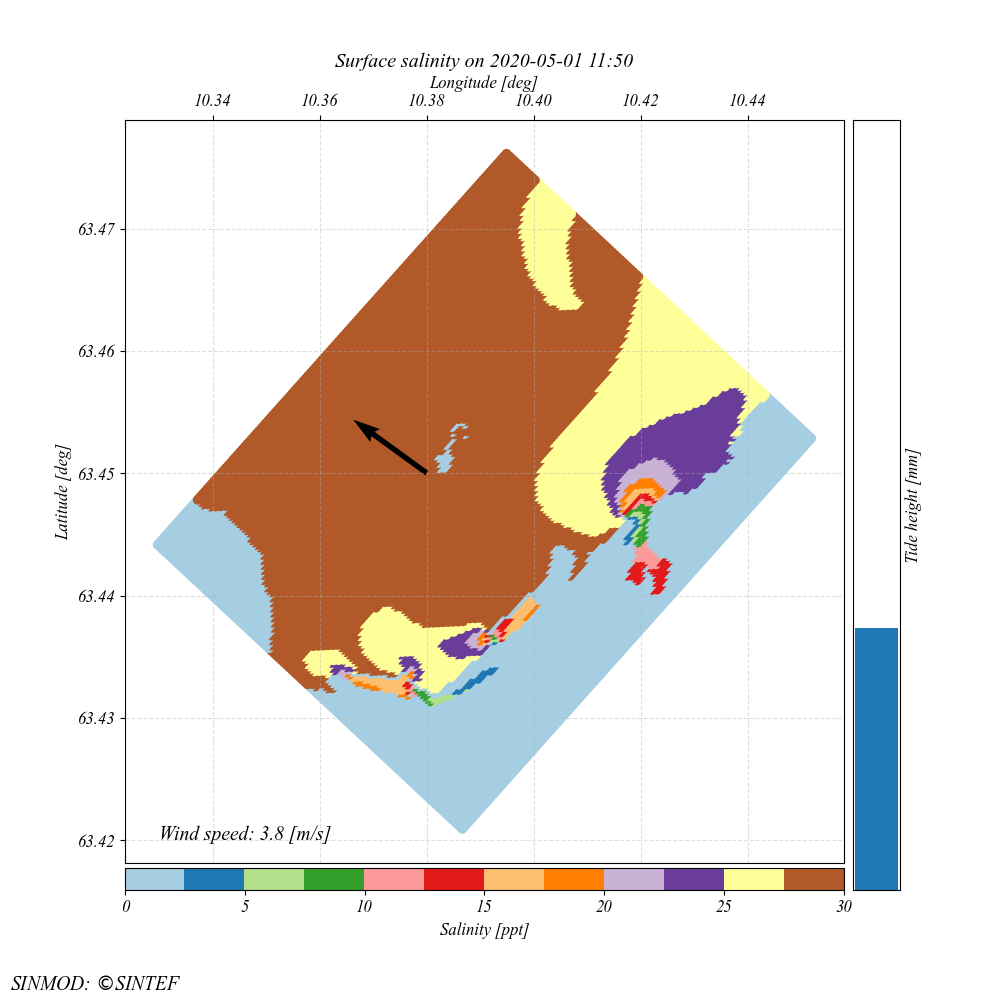 Surface salinity on 2020-05-01 11:50
Longitude [deg]
10.34 10.36 10.38 10.40 10.42 10.44
63.47
63.46
63.45
63.44
63.43
63.42
Latitude [deg]
Tide height [mm]
Wind speed: 3.8 [m/s]
0 5 10 15 20 25 30
Salinity [ppt]
SINMOD: ©SINTEF